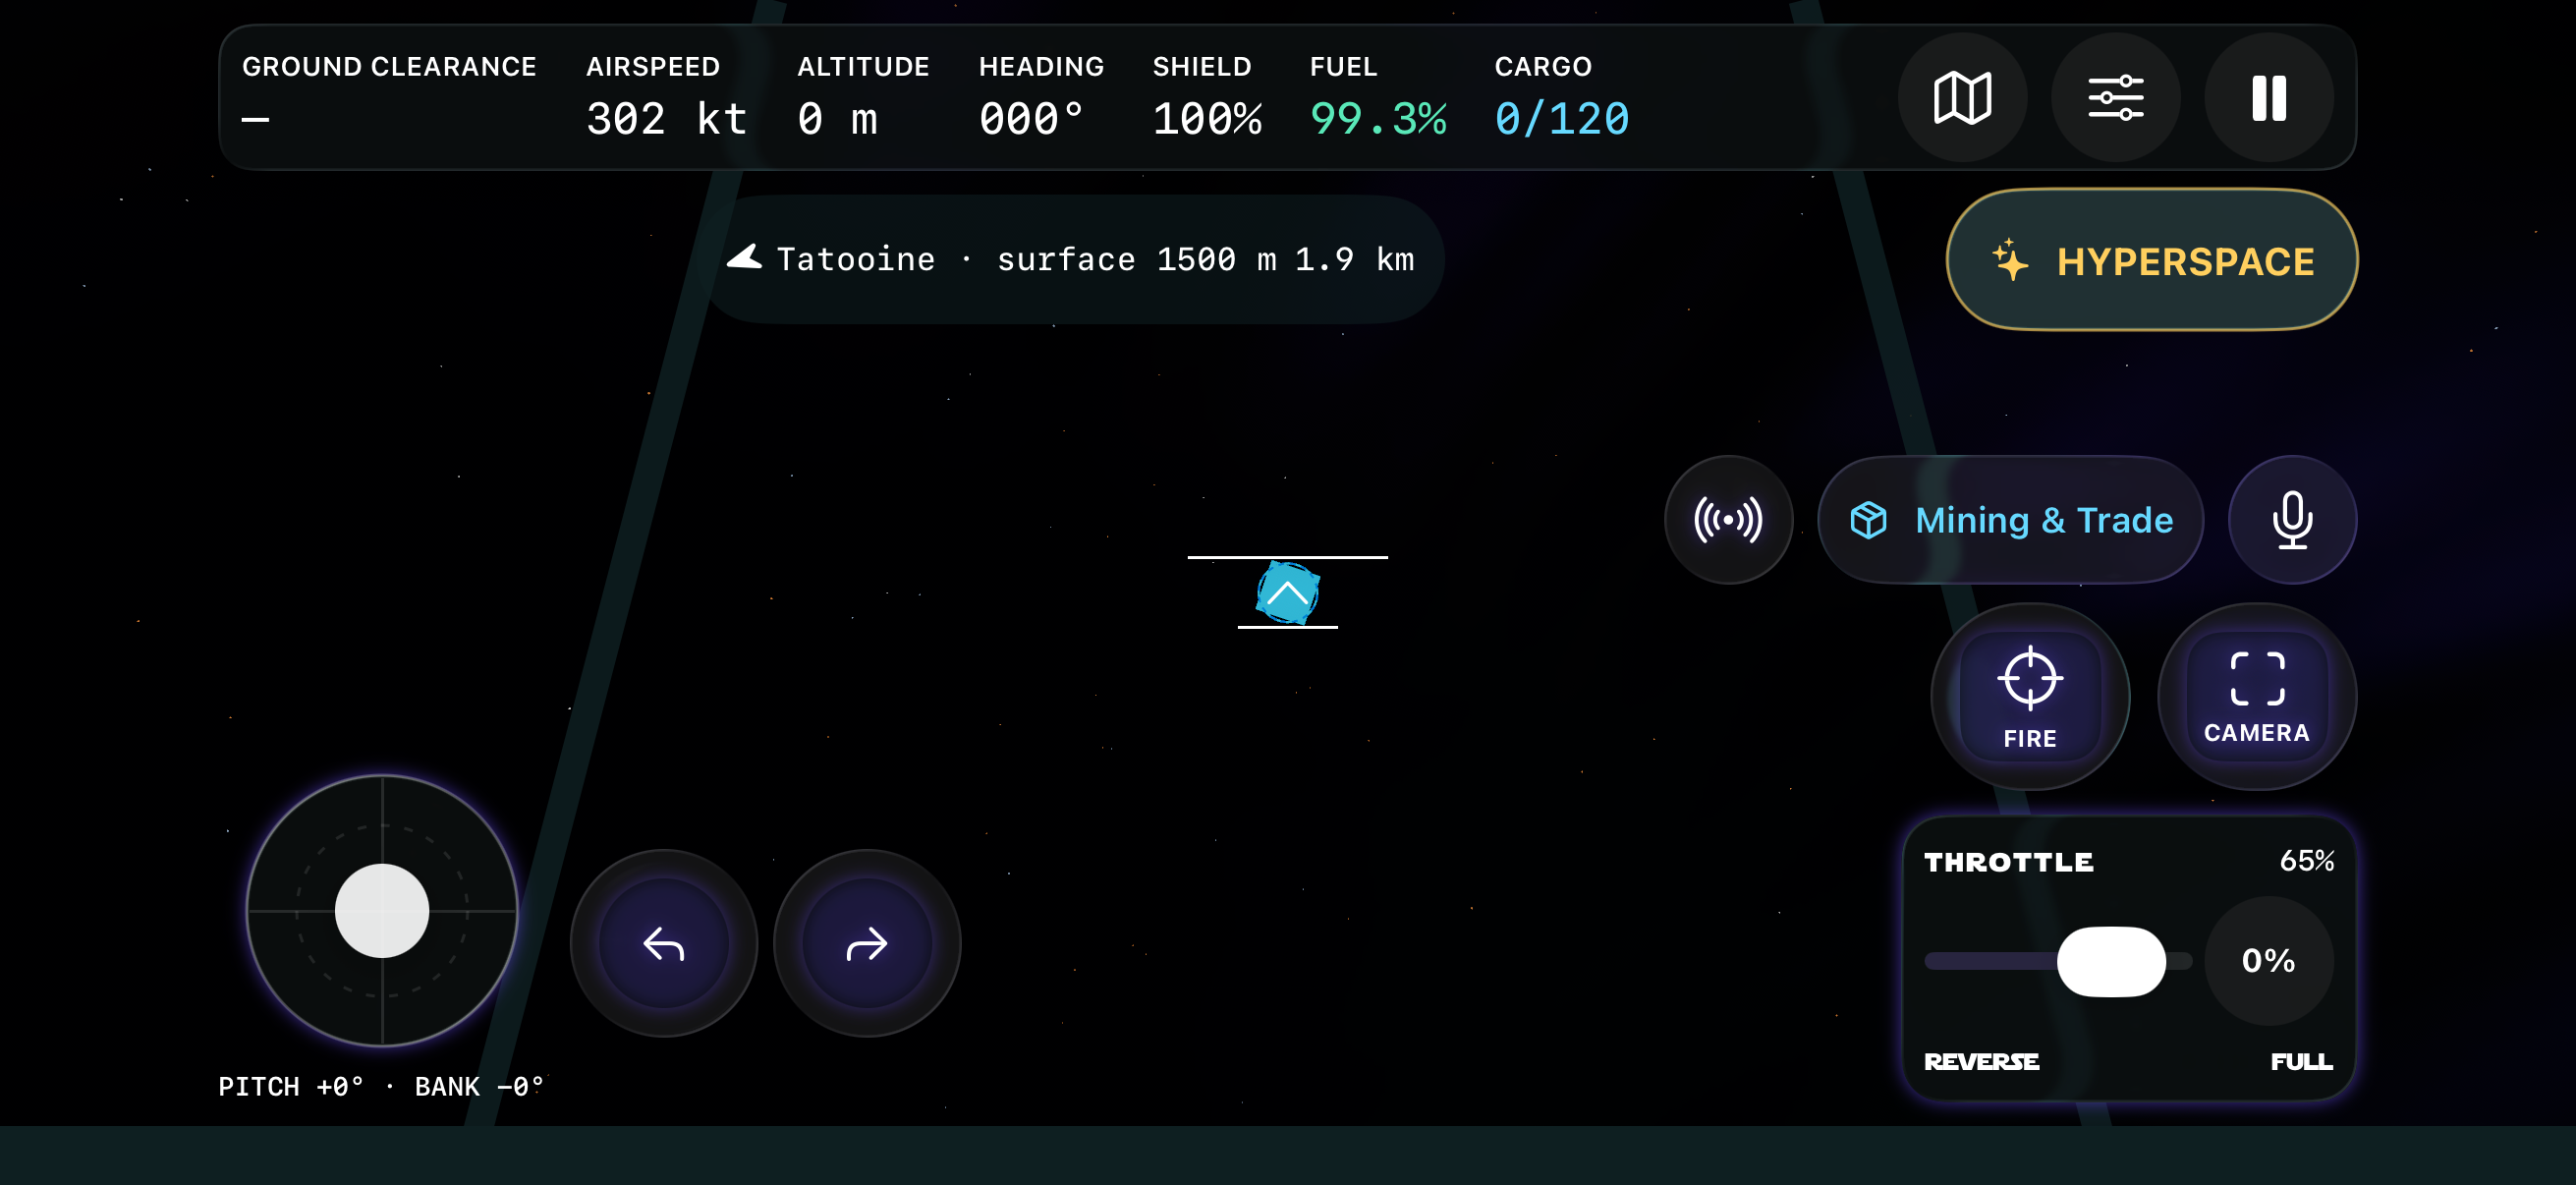 GROUND CLEARANCE AIRSPEED ALTITUDE HEADING SHIELD FUEL CARGO
— 302 kt 0 m 000° 100% 99.3% 0/120
Tatooine · surface 1500 m 1.9 km
HYPERSPACE
Mining & Trade
FIRE
CAMERA
THROTTLE 65%
0%
REVERSE FULL
PITCH +0° · BANK −0°